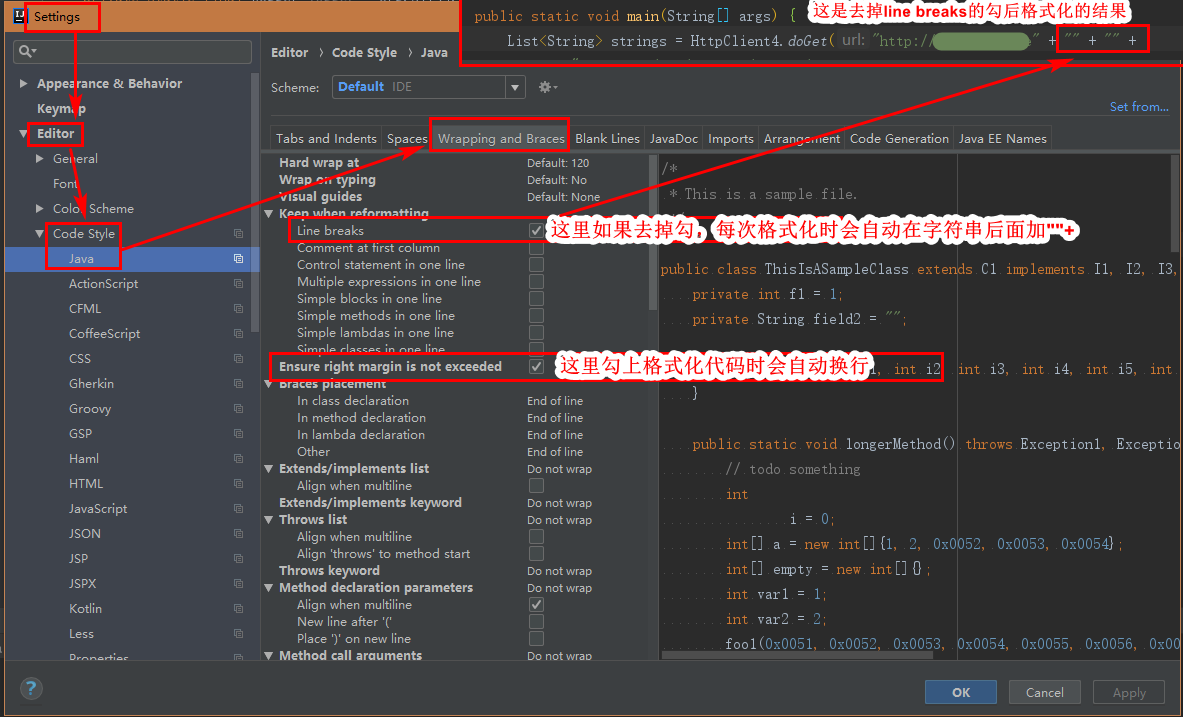 Settings
public static void main(String[] args) {
这是去掉line breaks的勾后格式化的结果
List<String> strings = HttpClient4.doGet( url: "http:// " + "" + "" +
Editor › Code Style › Java
Scheme: Default IDE
Set from...
Appearance & Behavior
Keymap
Editor
General
Font
Color Scheme
Code Style
Java
ActionScript
CFML
CoffeeScript
CSS
Gherkin
Groovy
GSP
Haml
HTML
JavaScript
JSON
JSP
JSPX
Kotlin
Less
Properties
Tabs and Indents Spaces Wrapping and Braces Blank Lines JavaDoc Imports Arrangement Code Generation Java EE Names
Hard wrap at Default: 120
Wrap on typing Default: No
Visual guides Default: None
Keep when reformatting
Line breaks
这里如果去掉勾，每次格式化时会自动在字符串后面加""+
Comment at first column
Control statement in one line
Multiple expressions in one line
Simple blocks in one line
Simple methods in one line
Simple lambdas in one line
Simple classes in one line
Ensure right margin is not exceeded
这里勾上格式化代码时会自动换行
Braces placement
In class declaration End of line
In method declaration End of line
In lambda declaration End of line
Other End of line
Extends/implements list Do not wrap
Align when multiline
Extends/implements keyword Do not wrap
Throws list Do not wrap
Align when multiline
Align 'throws' to method start
Throws keyword Do not wrap
Method declaration parameters Do not wrap
Align when multiline
New line after '('
Place ')' on new line
Method call arguments Do not wrap
/*
* This is a sample file.
public class ThisIsASampleClass extends C1 implements I1, I2, I3,
private int f1 = 1;
private String field2 = "";
, int i2, int i3, int i4, int i5, int
}
public static void longerMethod() throws Exception1, Exceptio
// todo something
int
i = 0;
int[] a = new int[]{1, 2, 0x0052, 0x0053, 0x0054};
int[] empty = new int[]{};
int var1 = 1;
int var2 = 2;
foo1(0x0051, 0x0052, 0x0053, 0x0054, 0x0055, 0x0056, 0x00
?
OK Cancel Apply